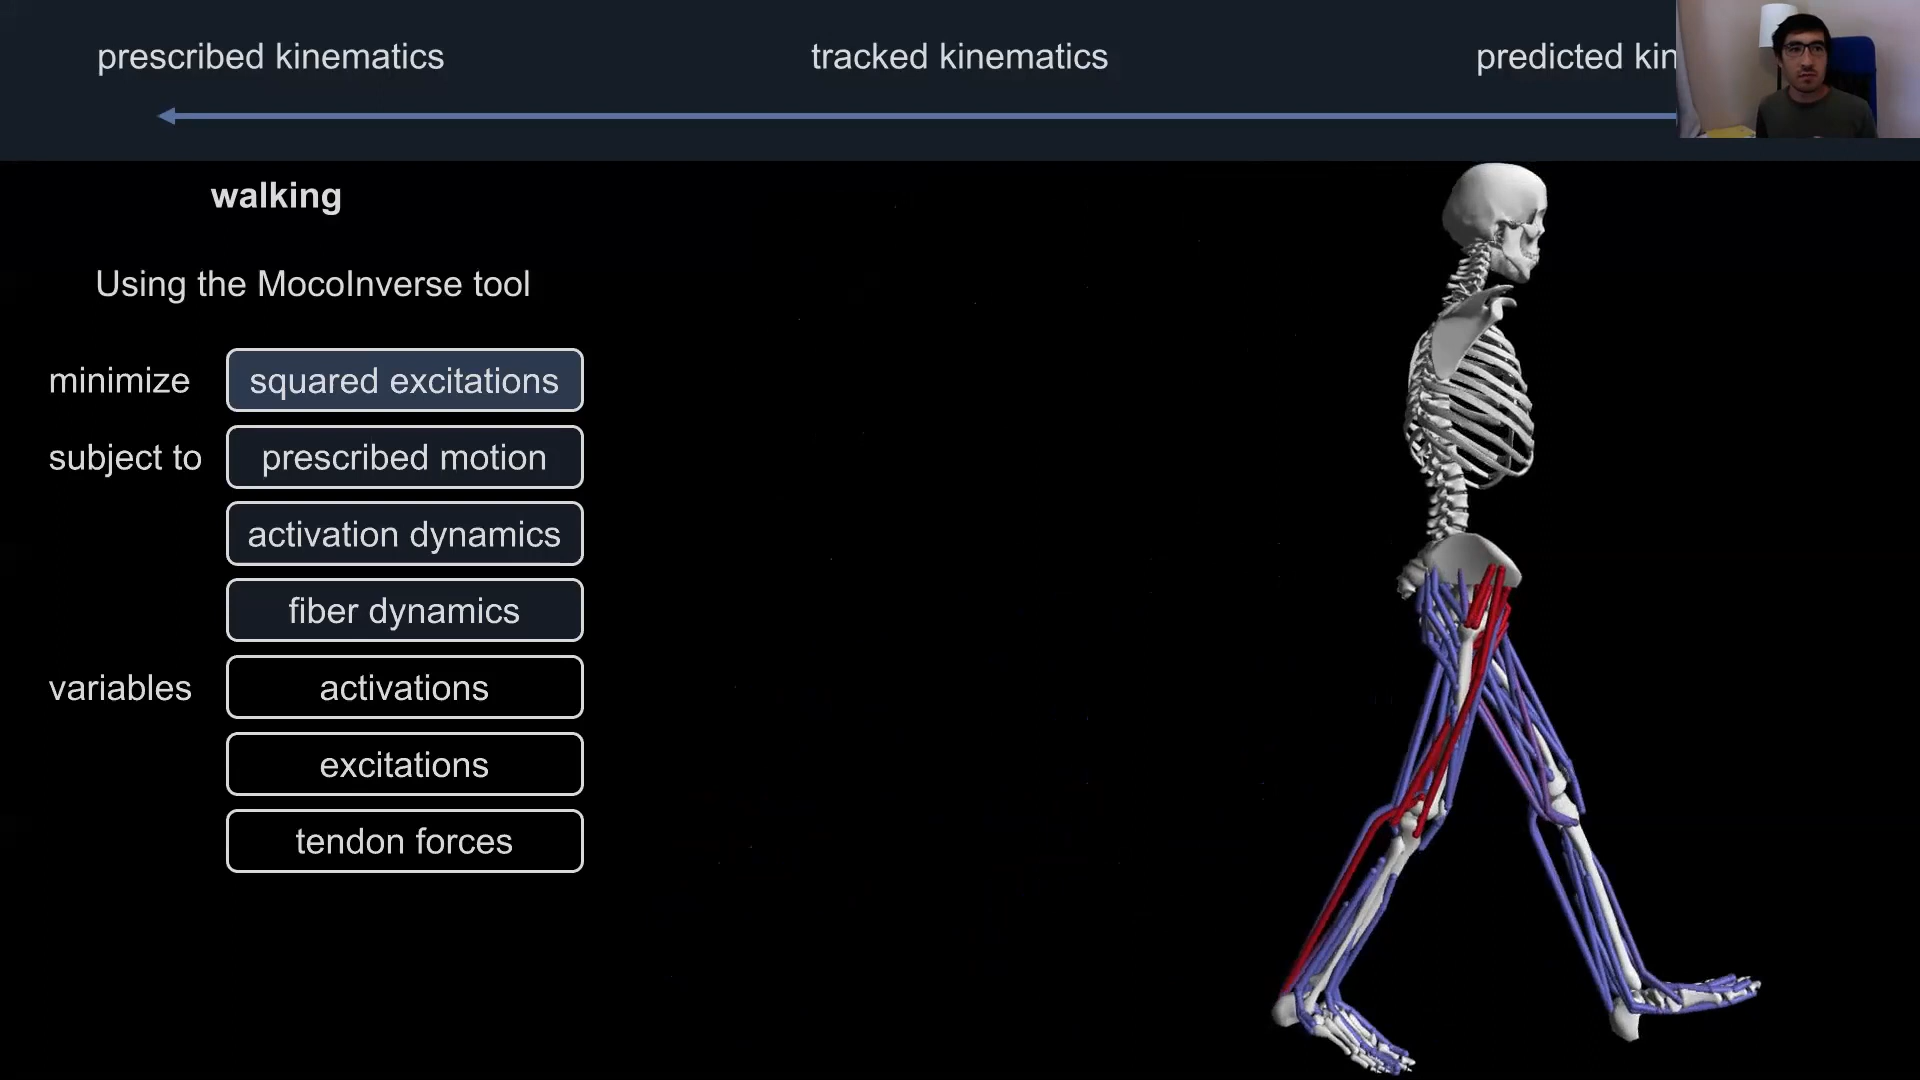 prescribed kinematics
tracked kinematics
predicted kin
walking
Using the MocoInverse tool
minimize
squared excitations
subject to
prescribed motion
activation dynamics
fiber dynamics
variables
activations
excitations
tendon forces